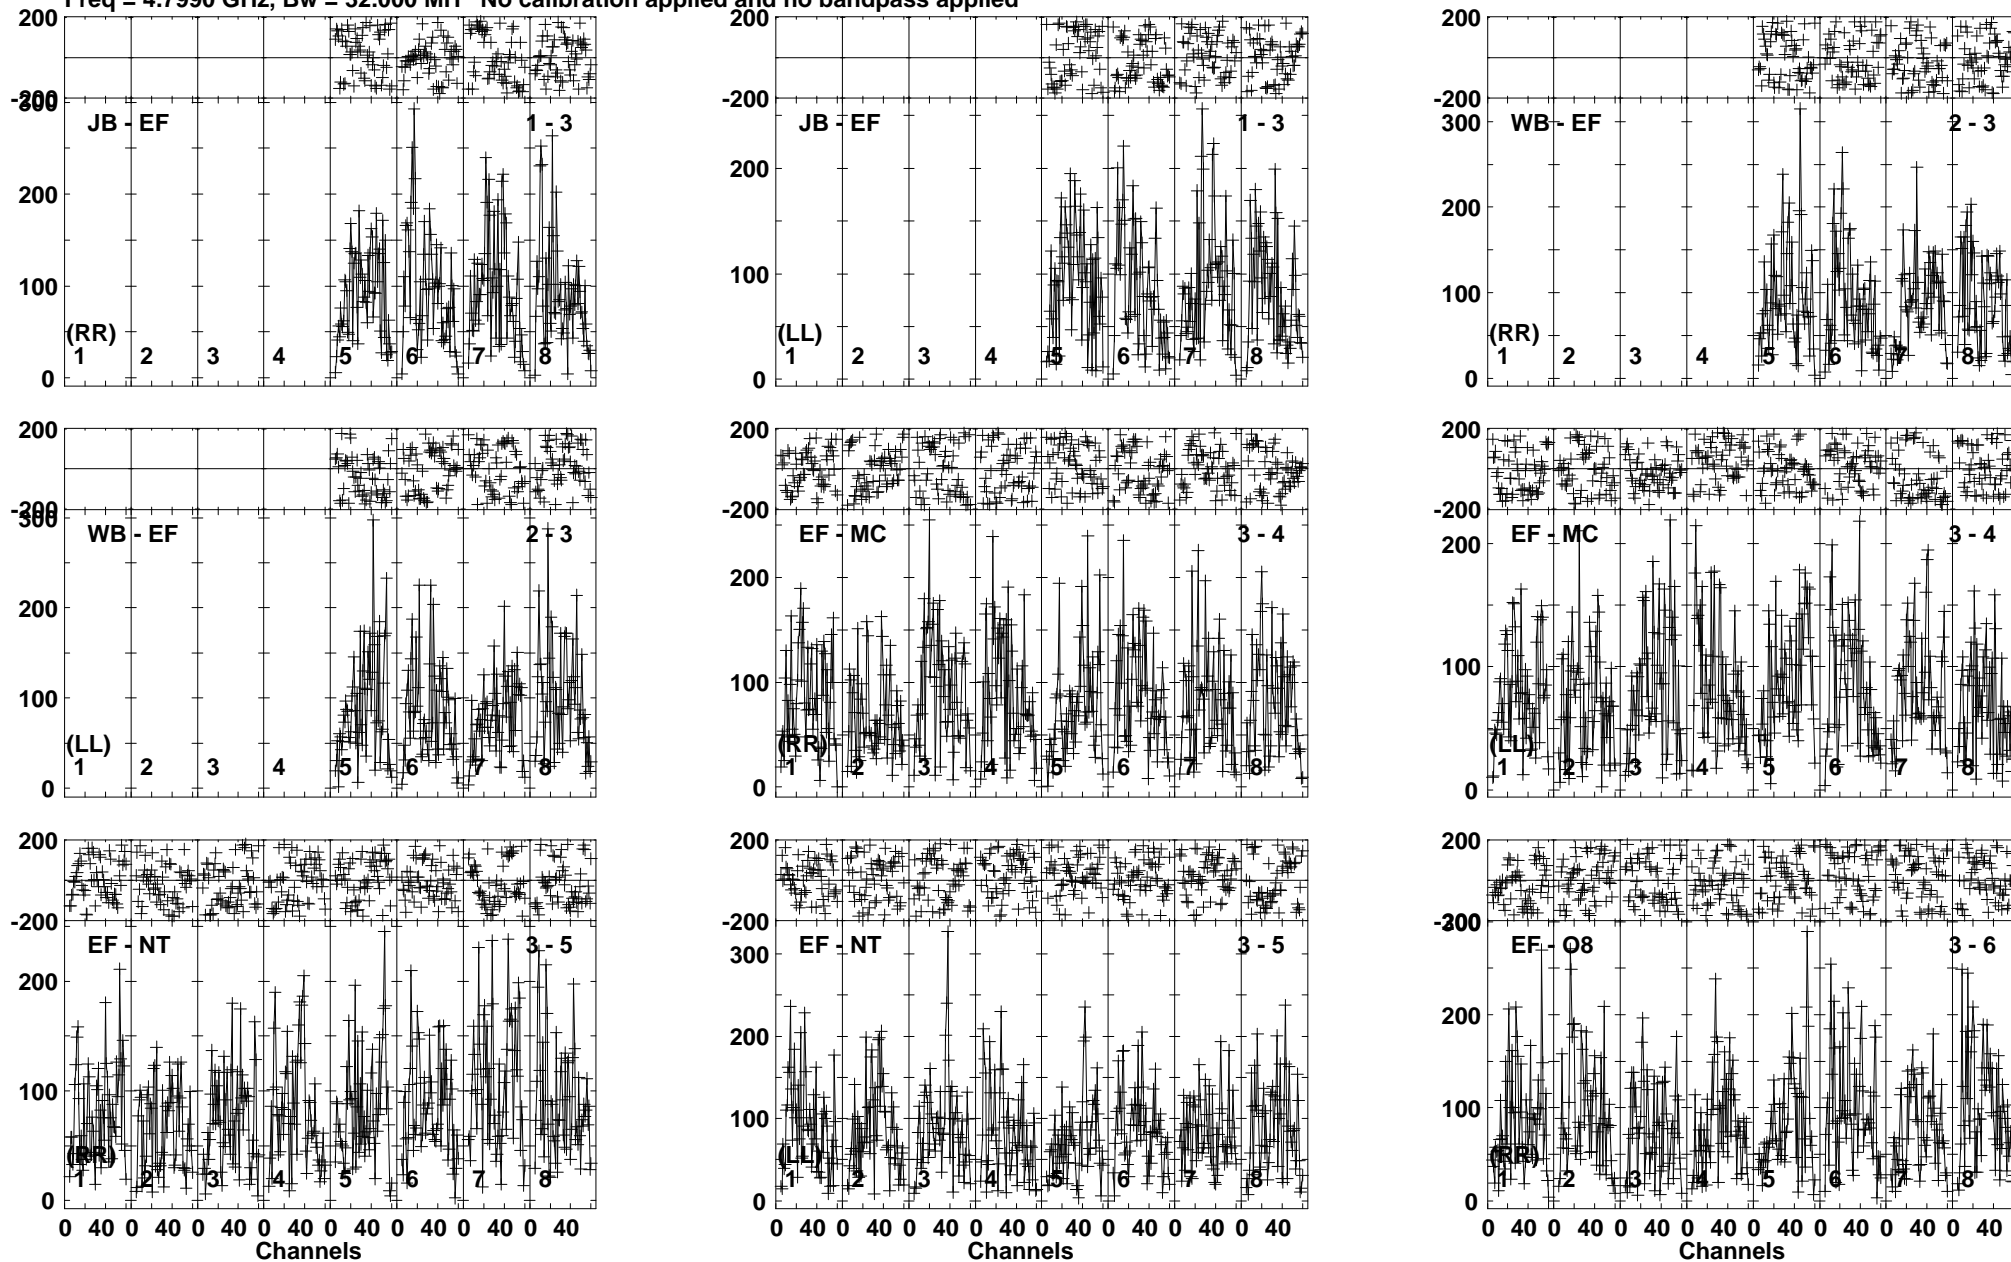 Freq = 4.7990 GHz, Bw = 32.000 MH No calibration applied and no bandpass applied
200 200 200
-200 -200 -200
300
JB - EF 1 - 3 JB - EF 1 - 3 WB - EF 2 - 3
300
200 200 200
100 100 100
(RR) (LL) (RR)
1 2 3 4 5 6 7 8 1 2 3 4 5 6 7 8 1 2 3 4 5 6 7 8
0 0 0
200 200 200
-200 -200 -200
300
WB - EF 2 - 3 EF - MC 3 - 4 EF - MC 3 - 4
200 200 200
100 100 100
(LL) (RR) (LL)
1 2 3 4 5 6 7 8 1 2 3 4 5 6 7 8 1 2 3 4 5 6 7 8
0 0 0
200 200 200
-200 -200 -200
300
EF - NT 3 - 5 EF - NT 3 - 5 EF - O8 3 - 6
300
200 200 200
100 100 100
(RR) (LL) (RR)
1 2 3 4 5 6 7 8 1 2 3 4 5 6 7 8 1 2 3 4 5 6 7 8
0 0 0
0 40 0 40 0 40 0 40 0 40 0 40 0 40 0 40 0 40 0 40 0 40 0 40 0 40 0 40 0 40 0 40 0 40 0 40 0 40 0 40 0 40 0 40 0 40 0 40
Channels Channels Channels